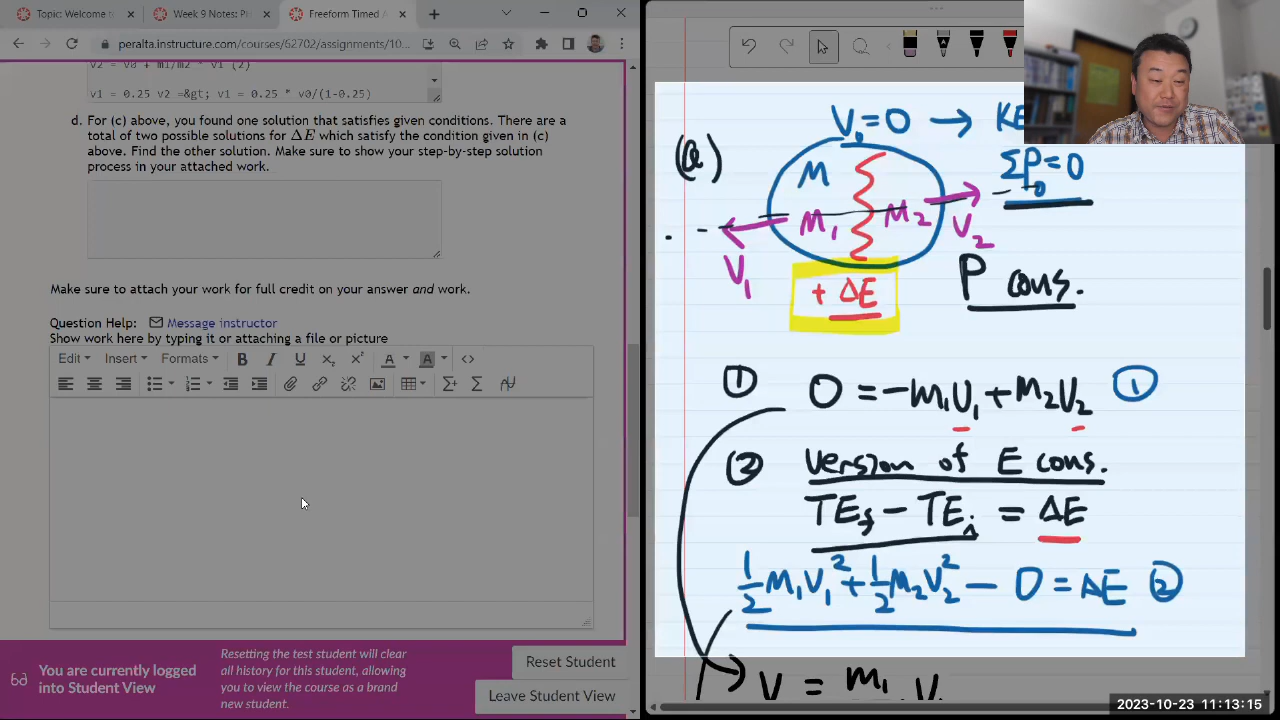 Topic: Welcome t
Week 9 Notes: Pl
Freeform Timed A
peralta.instructure.com/courses/62702/assignments/10...
v2 = v0 + m1/m2 * v1 (2)
v1 = 0.25 v2 =&gt; v1 = 0.25 * v0/(1-0.25)
d. For (c) above, you found one solution that satisfies given conditions. There are a
total of two possible solutions for ΔE which satisfy the condition given in (c)
above. Find the other solution. Make sure to show your step-by-step solution
process in your attached work.
Make sure to attach your work for full credit on your answer and work.
Question Help: Message instructor
Show work here by typing it or attaching a file or picture
Edit Insert Formats B I U X₂ X² A A <>
You are currently logged
into Student View
Resetting the test student will clear
all history for this student, allowing
you to view the course as a brand
new student.
Reset Student
Leave Student View
(a)
V₀ = 0 → KE
ΣP₀ = 0
M
M₁ M₂
V₁
V₂
+ ΔE
P cons.
① 0 = -M₁V₁ + M₂V₂ ①
② Version of E cons.
TEf - TEi = ΔE
½M₁V₁² + ½M₂V₂² - 0 = ΔE ②
V = M₁ V₁
2023-10-23 11:13:15